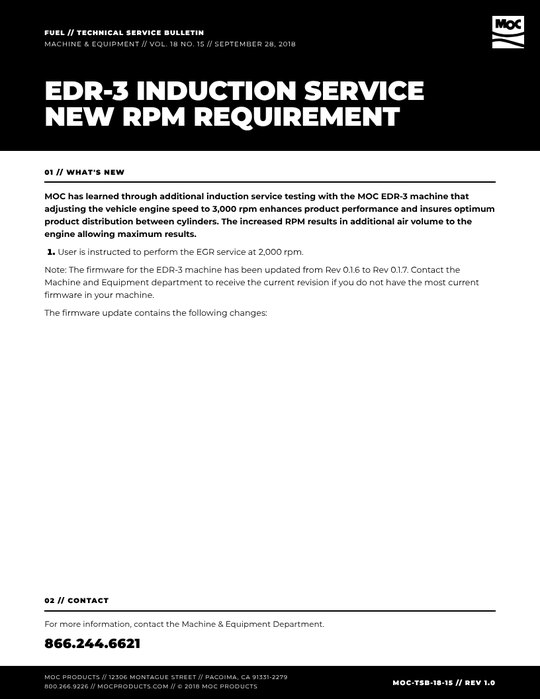 FUEL // TECHNICAL SERVICE BULLETIN
MACHINE & EQUIPMENT // VOL. 18 NO. 15 // SEPTEMBER 28, 2018
MOC
EDR-3 INDUCTION SERVICE
NEW RPM REQUIREMENT
01 // WHAT'S NEW
MOC has learned through additional induction service testing with the MOC EDR-3 machine that
adjusting the vehicle engine speed to 3,000 rpm enhances product performance and insures optimum
product distribution between cylinders. The increased RPM results in additional air volume to the
engine allowing maximum results.
1. User is instructed to perform the EGR service at 2,000 rpm.
Note: The firmware for the EDR-3 machine has been updated from Rev 0.1.6 to Rev 0.1.7. Contact the
Machine and Equipment department to receive the current revision if you do not have the most current
firmware in your machine.
The firmware update contains the following changes:
02 // CONTACT
For more information, contact the Machine & Equipment Department.
866.244.6621
MOC PRODUCTS // 12306 MONTAGUE STREET // PACOIMA, CA 91331-2279
800.266.9226 // MOCPRODUCTS.COM // © 2018 MOC PRODUCTS
MOC-TSB-18-15 // REV 1.0